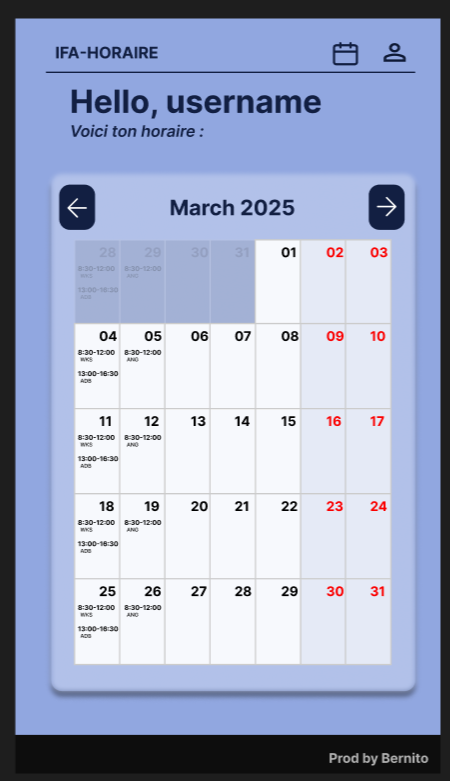 IFA-HORAIRE
Hello, username
Voici ton horaire :
March 2025
28 29 30 31 01 02 03
8:30-12:00 8:30-12:00
WKS ANG
13:00-16:30
ADB
04 05 06 07 08 09 10
8:30-12:00 8:30-12:00
WKS ANG
13:00-16:30
ADB
11 12 13 14 15 16 17
8:30-12:00 8:30-12:00
WKS ANG
13:00-16:30
ADB
18 19 20 21 22 23 24
8:30-12:00 8:30-12:00
WKS ANG
13:00-16:30
ADB
25 26 27 28 29 30 31
8:30-12:00 8:30-12:00
WKS ANG
13:00-16:30
ADB
Prod by Bernito